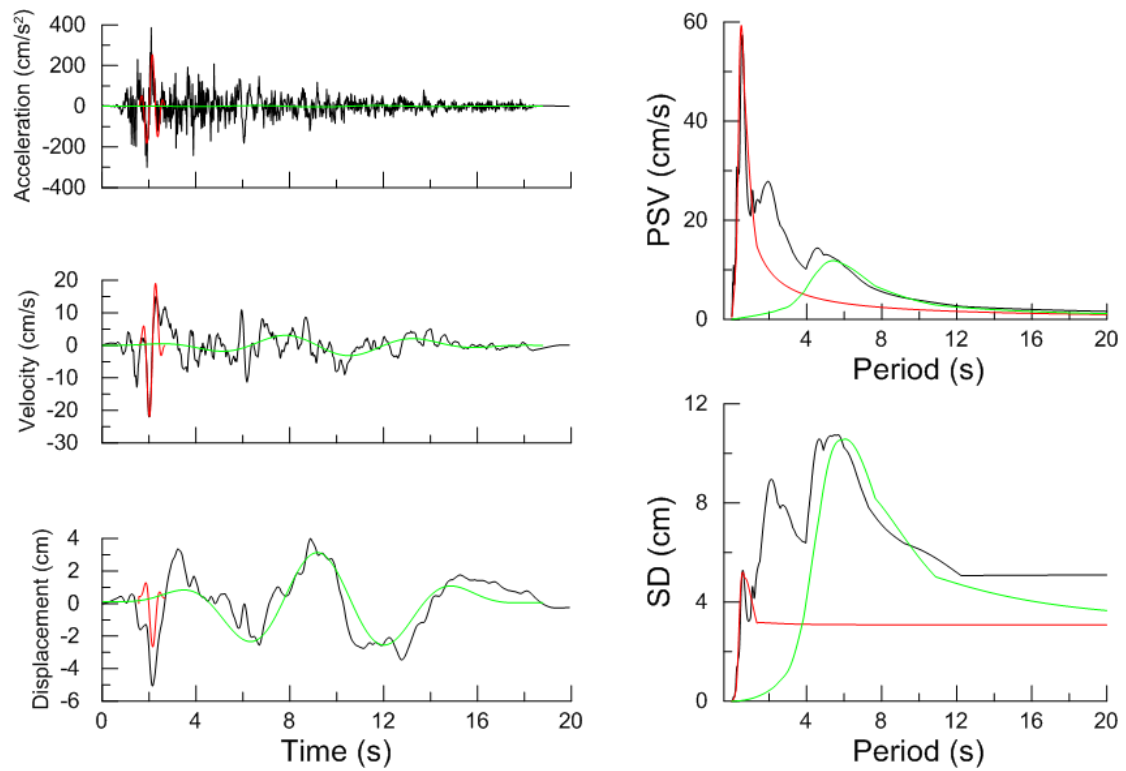 Acceleration (cm/s²)
400
200
0
-200
-400
Velocity (cm/s)
20
10
0
-10
-20
-30
Displacement (cm)
4
2
0
-2
-4
-6
0 4 8 12 16 20
Time (s)
PSV (cm/s)
60
40
20
0
4 8 12 16 20
Period (s)
SD (cm)
12
8
4
0
4 8 12 16 20
Period (s)